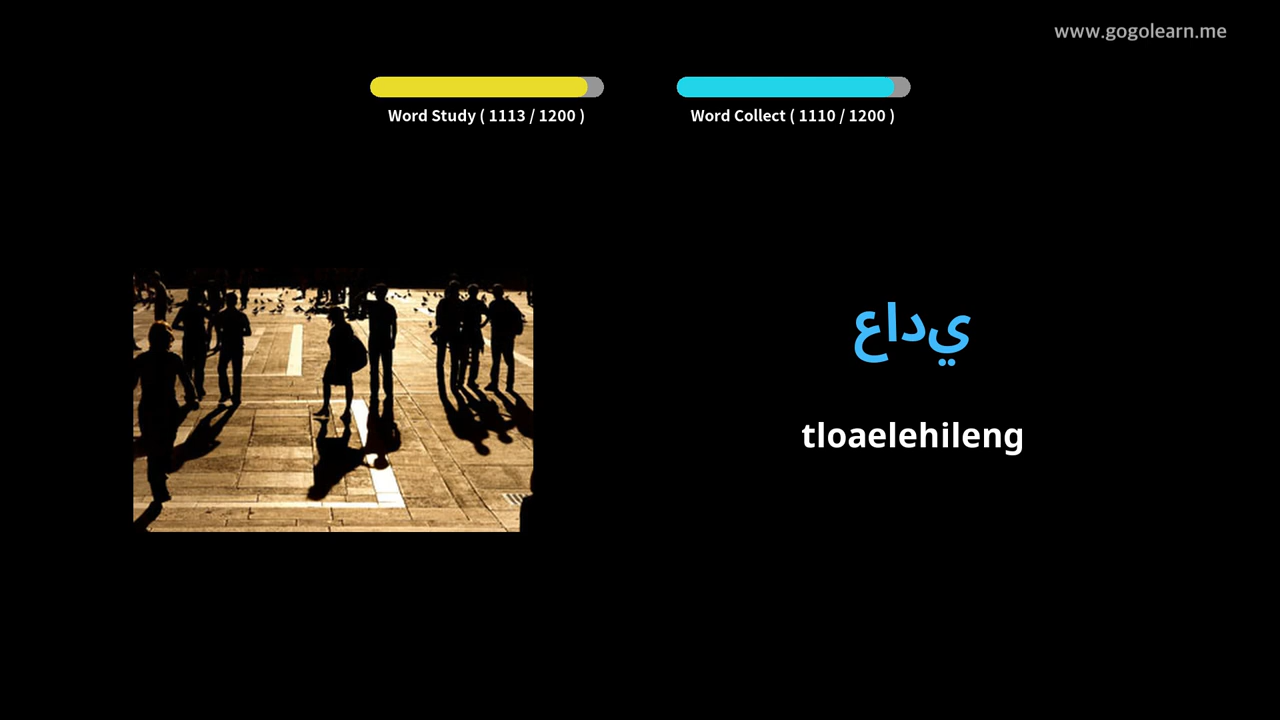 www.gogolearn.me
Word Study ( 1113 / 1200 )
Word Collect ( 1110 / 1200 )
عادي
tloaelehileng